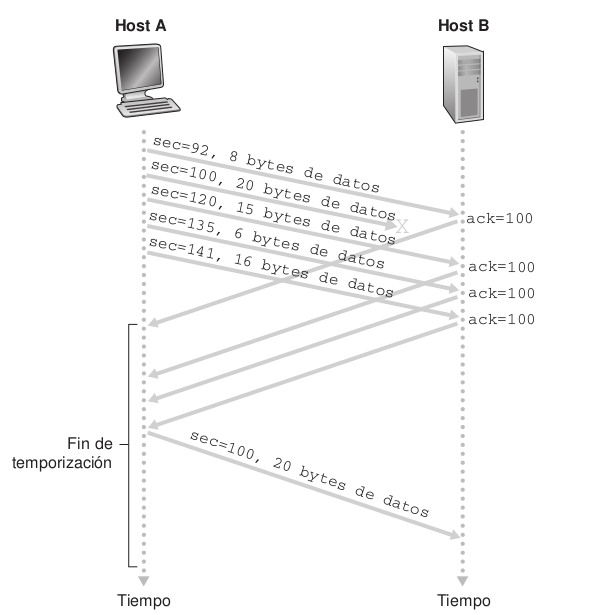 Host A
Host B
sec=92, 8 bytes de datos
sec=100, 20 bytes de datos
X
sec=120, 15 bytes de datos
sec=135, 6 bytes de datos
sec=141, 16 bytes de datos
ack=100
ack=100
ack=100
ack=100
Fin de
temporización
sec=100, 20 bytes de datos
Tiempo
Tiempo